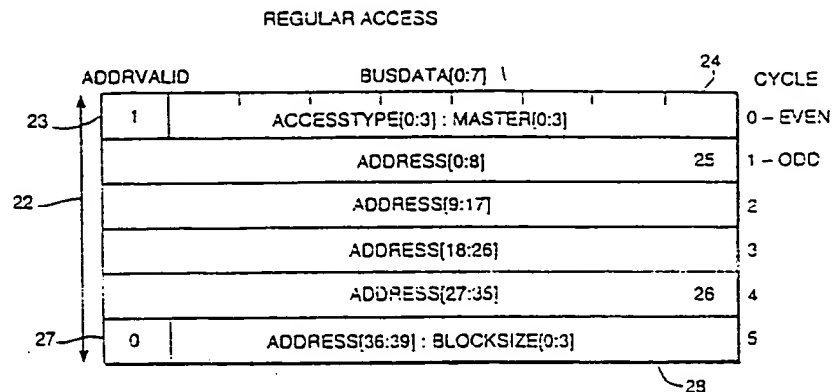 REGULAR ACCESS
ADDRVALID BUSDATA[0:7] 24 CYCLE
23 1 ACCESSTYPE[0:3] : MASTER[0:3] 0 – EVEN
ADDRESS[0:8] 25 1 – ODD
22 ADDRESS[9:17] 2
ADDRESS[18:26] 3
ADDRESS[27:35] 26 4
27 0 ADDRESS[36:39] : BLOCKSIZE[0:3] 5
28